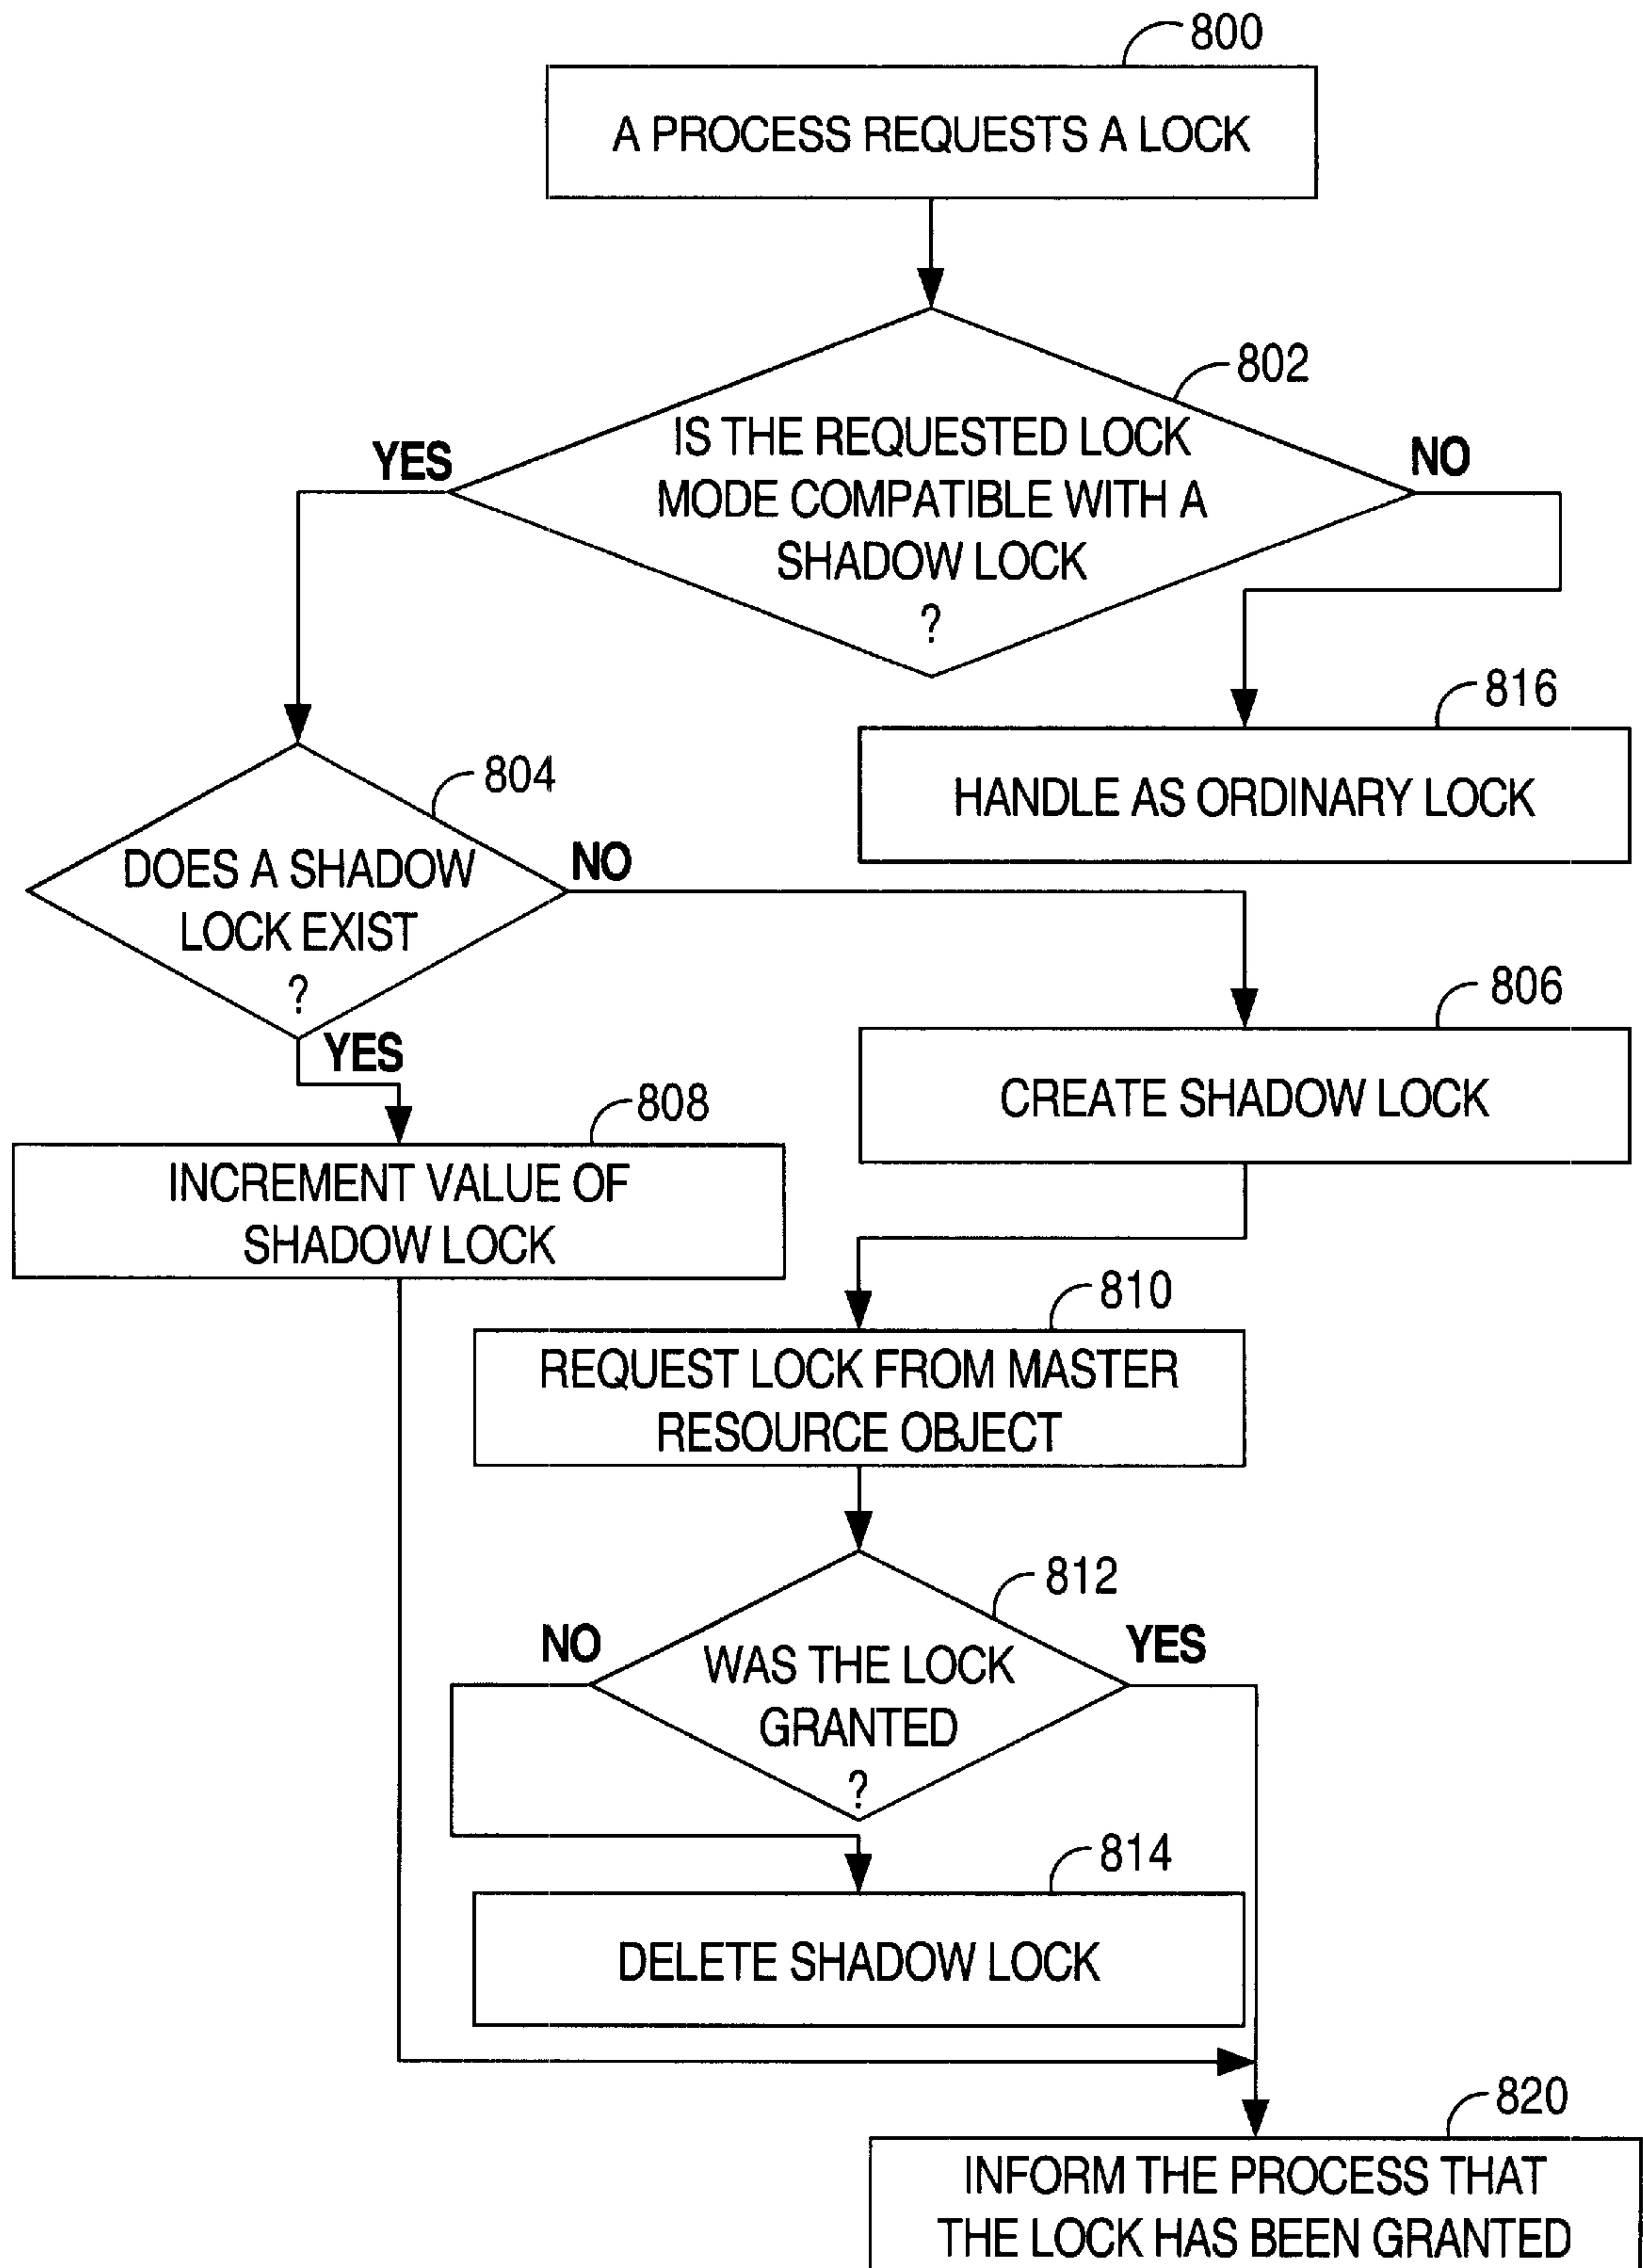 800
A PROCESS REQUESTS A LOCK
802
IS THE REQUESTED LOCK
MODE COMPATIBLE WITH A
SHADOW LOCK
?
YES
NO
816
HANDLE AS ORDINARY LOCK
804
DOES A SHADOW
LOCK EXIST
?
NO
YES
806
CREATE SHADOW LOCK
808
INCREMENT VALUE OF
SHADOW LOCK
810
REQUEST LOCK FROM MASTER
RESOURCE OBJECT
812
WAS THE LOCK
GRANTED
?
NO
YES
814
DELETE SHADOW LOCK
820
INFORM THE PROCESS THAT
THE LOCK HAS BEEN GRANTED